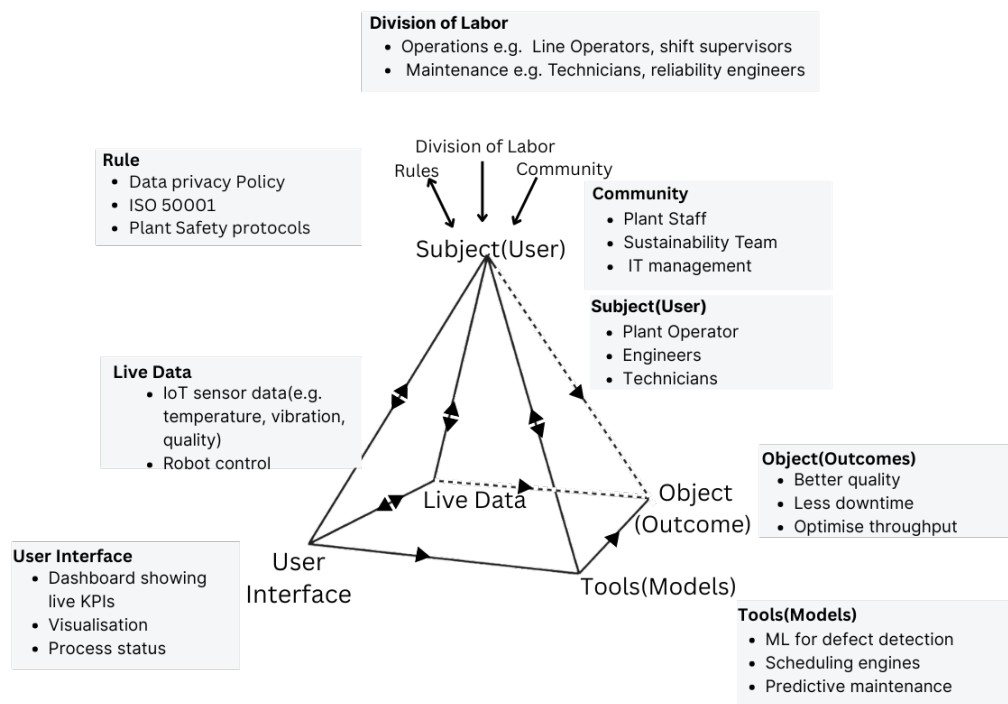 Division of Labor
• Operations e.g. Line Operators, shift supervisors
• Maintenance e.g. Technicians, reliability engineers
Division of Labor
Rules
Community
Rule
• Data privacy Policy
• ISO 50001
• Plant Safety protocols
Community
• Plant Staff
• Sustainability Team
• IT management
Subject(User)
Subject(User)
• Plant Operator
• Engineers
• Technicians
Live Data
• IoT sensor data(e.g.
temperature, vibration,
quality)
• Robot control
Object(Outcomes)
• Better quality
• Less downtime
• Optimise throughput
Live Data
Object
(Outcome)
User Interface
• Dashboard showing
live KPIs
• Visualisation
• Process status
User
Interface
Tools(Models)
Tools(Models)
• ML for defect detection
• Scheduling engines
• Predictive maintenance